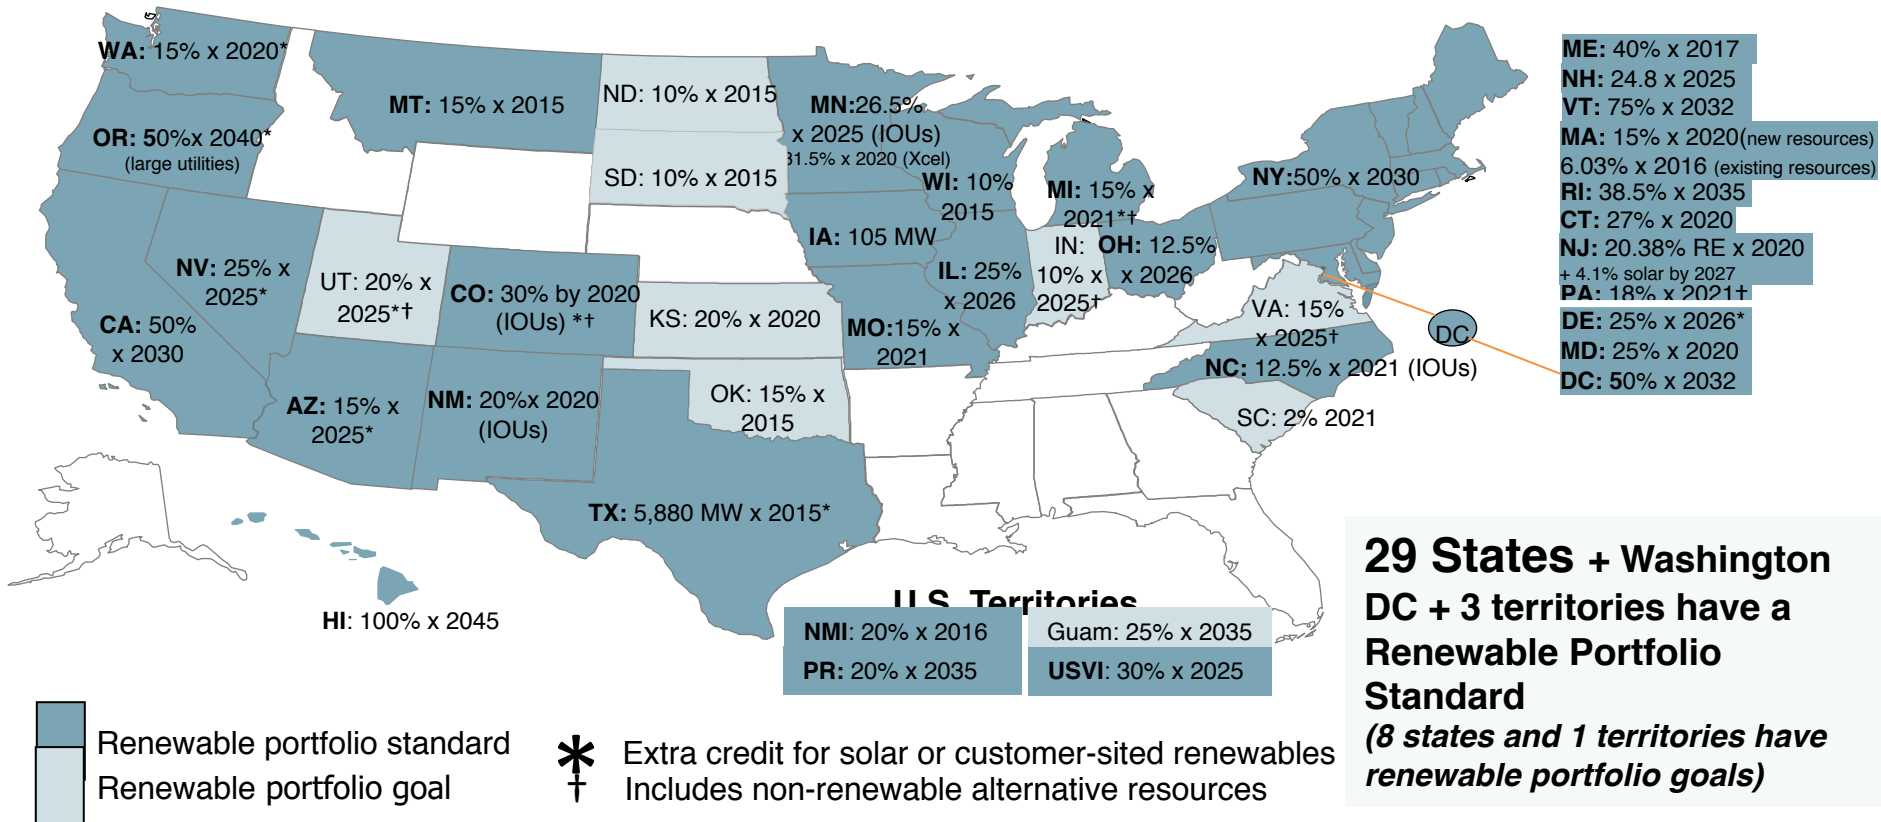 WA: 15% x 2020*
MT: 15% x 2015
ND: 10% x 2015
MN:26.5%
x 2025 (IOUs)
31.5% x 2020 (Xcel)
OR: 50%x 2040*
(large utilities)
SD: 10% x 2015
WI: 10%
2015
MI: 15% x
2021*†
NY:50% x 2030
ME: 40% x 2017
NH: 24.8 x 2025
VT: 75% x 2032
MA: 15% x 2020(new resources)
6.03% x 2016 (existing resources)
RI: 38.5% x 2035
CT: 27% x 2020
NJ: 20.38% RE x 2020
+ 4.1% solar by 2027
PA: 18% x 2021†
DE: 25% x 2026*
MD: 25% x 2020
DC: 50% x 2032
DC
NV: 25% x
2025*
UT: 20% x
2025*†
CO: 30% by 2020
(IOUs) *†
IA: 105 MW
IL: 25%
x 2026
IN:
10% x
2025†
OH: 12.5%
x 2026
CA: 50%
x 2030
KS: 20% x 2020
MO:15% x
2021
VA: 15%
x 2025†
NC: 12.5% x 2021 (IOUs)
AZ: 15% x
2025*
NM: 20%x 2020
(IOUs)
OK: 15% x
2015
SC: 2% 2021
TX: 5,880 MW x 2015*
HI: 100% x 2045
U.S. Territories
NMI: 20% x 2016
Guam: 25% x 2035
PR: 20% x 2035
USVI: 30% x 2025
29 States + Washington
DC + 3 territories have a
Renewable Portfolio
Standard
(8 states and 1 territories have
renewable portfolio goals)
Renewable portfolio standard
Renewable portfolio goal
* Extra credit for solar or customer-sited renewables
† Includes non-renewable alternative resources